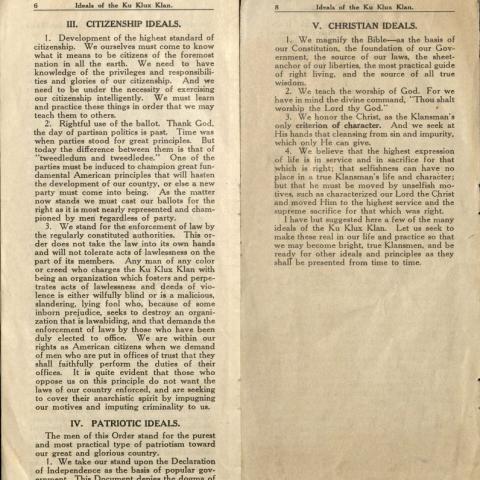 6 Ideals of the Ku Klux Klan.
III. CITIZENSHIP IDEALS.
1. Development of the highest standard of
citizenship. We ourselves must come to know
what it means to be citizens of the foremost
nation in all the earth. We need to have
knowledge of the privileges and responsibili-
ties and glories of our citizenship. And we
need to be under the necessity of exercising
our citizenship intelligently. We must learn
and practice these things in order that we may
teach them to others.
2. Rightful use of the ballot. Thank God,
the day of partisan politics is past. Time was
when parties stood for great principles. But
today the difference between them is that of
"tweedledum and tweedledee." One of the
parties must be induced to champion great fun-
damental American principles that will hasten
the development of our country, or else a new
party must come into being. As the matter
now stands we must cast our ballots for the
right as it is most nearly represented and cham-
pioned by men regardless of party.
3. We stand for the enforcement of law by
the regularly constituted authorities. This or-
der does not take the law into its own hands
and will not tolerate acts of lawlessness on the
part of its members. Any man of any color
or creed who charges the Ku Klux Klan with
being an organization which fosters and perpe-
trates acts of lawlessness and deeds of vio-
lence is either wilfully blind or is a malicious,
slandering, lying fool who, because of some
inborn prejudice, seeks to destroy an organi-
zation that is lawabiding, and that demands the
enforcement of laws by those who have been
duly elected to office. We are within our
rights as American citizens when we demand
of men who are put in offices of trust that they
shall faithfully perform the duties of their
offices. It is quite evident that those who
oppose us on this principle do not want the
laws of our country enforced, and are seeking
to cover their anarchistic spirit by impugning
our motives and imputing criminality to us.
IV. PATRIOTIC IDEALS.
The men of this Order stand for the purest
and most practical type of patriotism toward
our great and glorious country.
1. We take our stand upon the Declaration
of Independence as the basis of popular gov-
ernment. This Document denies the dogma of
8 Ideals of the Ku Klux Klan.
V. CHRISTIAN IDEALS.
1. We magnify the Bible—as the basis of
our Constitution, the foundation of our Gov-
ernment, the source of our laws, the sheet-
anchor of our liberties, the most practical guide
of right living, and the source of all true
wisdom.
2. We teach the worship of God. For we
have in mind the divine command, "Thou shalt
worship the Lord thy God."
3. We honor the Christ, as the Klansman's
only criterion of character. And we seek at
His hands that cleansing from sin and impurity,
which only He can give.
4. We believe that the highest expression
of life is in service and in sacrifice for that
which is right; that selfishness can have no
place in a true Klansman's life and character;
but that he must be moved by unselfish mo-
tives, such as characterized our Lord the Christ
and moved Him to the highest service and the
supreme sacrifice for that which was right.
I have but suggested here a few of the many
ideals of the Ku Klux Klan. Let us seek to
make these real in our life and practice so that
we may become bright, true Klansmen, and be
ready for other ideals and principles as they
shall be presented from time to time.